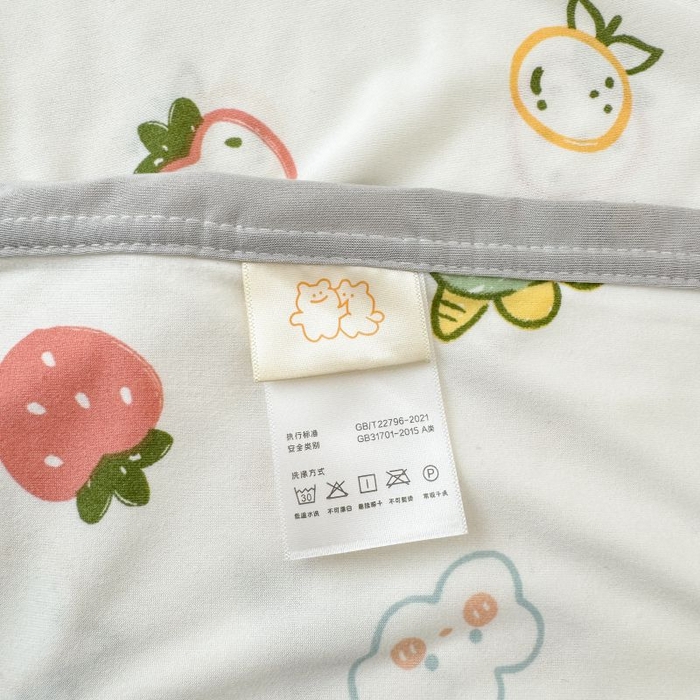 执行标准 GB/T22796-2021
安全类别 GB31701-2015 A类
洗涤方式
30 P
低温水洗 不可漂白 悬挂晾干 不可熨烫 常规干洗